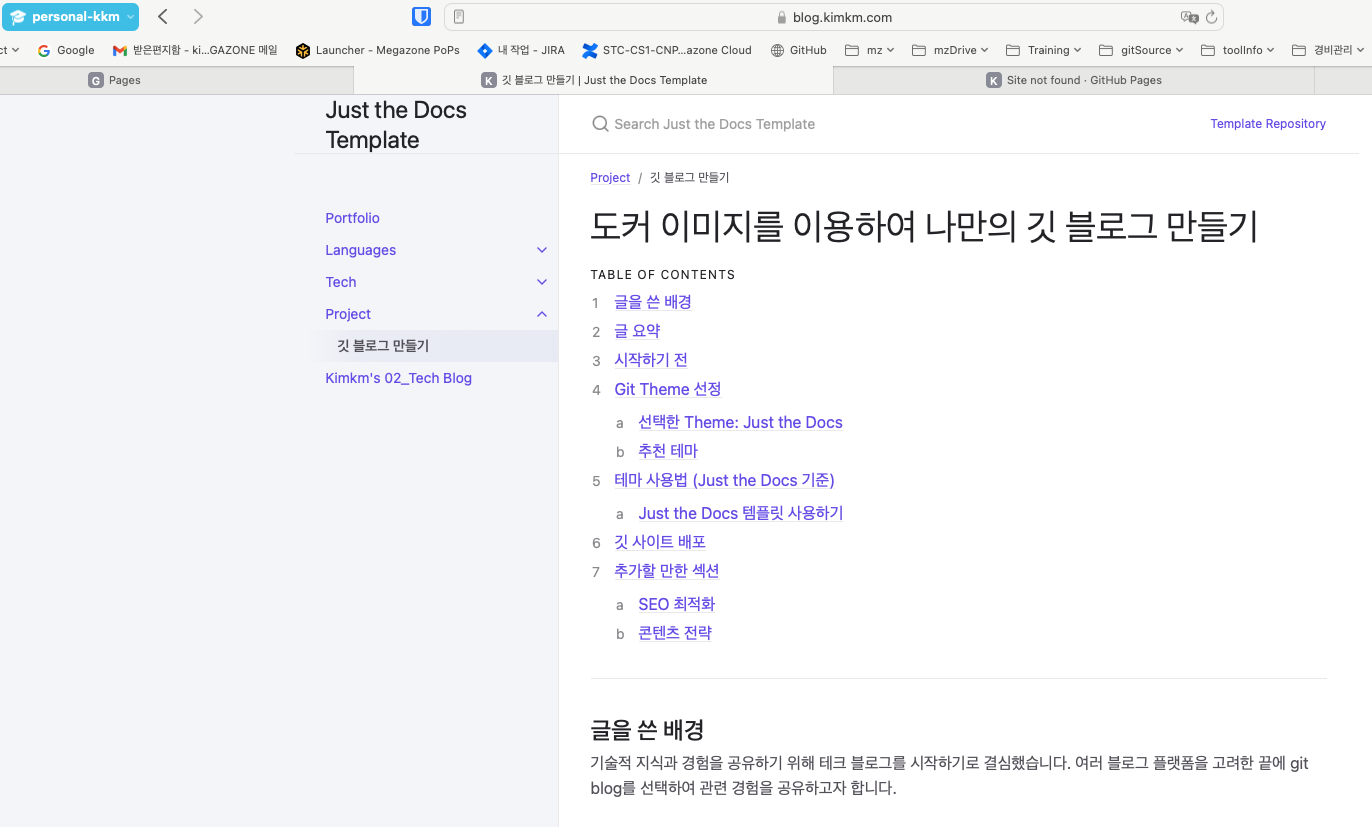 personal-kkm
blog.kimkm.com
ct
Google
받은편지함 - ki...GAZONE 메일
Launcher - Megazone PoPs
내 작업 - JIRA
STC-CS1-CNP...azone Cloud
GitHub
mz
mzDrive
Training
gitSource
toolInfo
경비관리
G Pages
K 깃 블로그 만들기 | Just the Docs Template
K Site not found · GitHub Pages
Just the Docs
Template
Search Just the Docs Template
Template Repository
Portfolio
Languages
Tech
Project
깃 블로그 만들기
Kimkm's 02_Tech Blog
Project / 깃 블로그 만들기
도커 이미지를 이용하여 나만의 깃 블로그 만들기
TABLE OF CONTENTS
1 글을 쓴 배경
2 글 요약
3 시작하기 전
4 Git Theme 선정
a 선택한 Theme: Just the Docs
b 추천 테마
5 테마 사용법 (Just the Docs 기준)
a Just the Docs 템플릿 사용하기
6 깃 사이트 배포
7 추가할 만한 섹션
a SEO 최적화
b 콘텐츠 전략
글을 쓴 배경
기술적 지식과 경험을 공유하기 위해 테크 블로그를 시작하기로 결심했습니다. 여러 블로그 플랫폼을 고려한 끝에 git
blog를 선택하여 관련 경험을 공유하고자 합니다.